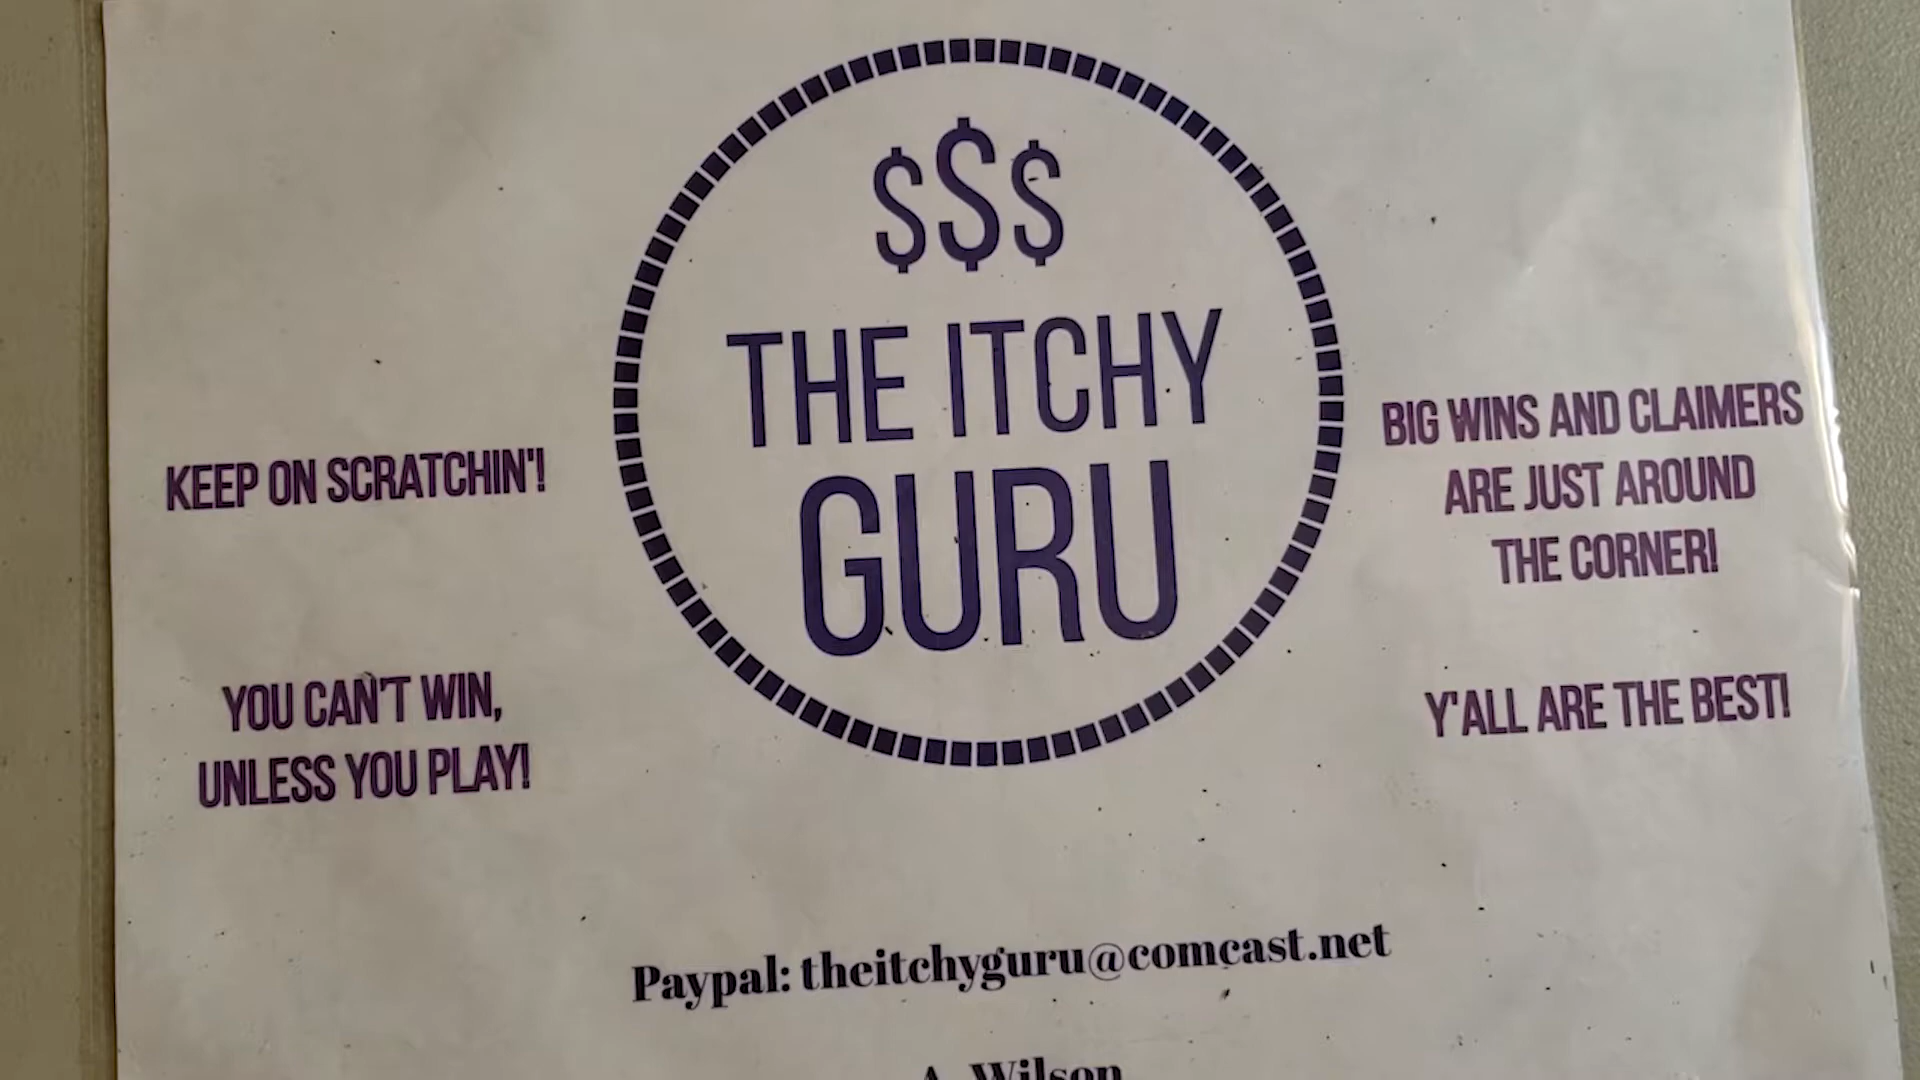 $$$
THE ITCHY
GURU
KEEP ON SCRATCHIN'!
YOU CAN'T WIN,
UNLESS YOU PLAY!
BIG WINS AND CLAIMERS
ARE JUST AROUND
THE CORNER!
Y'ALL ARE THE BEST!
Paypal: theitchyguru@comcast.net
A. Wilson